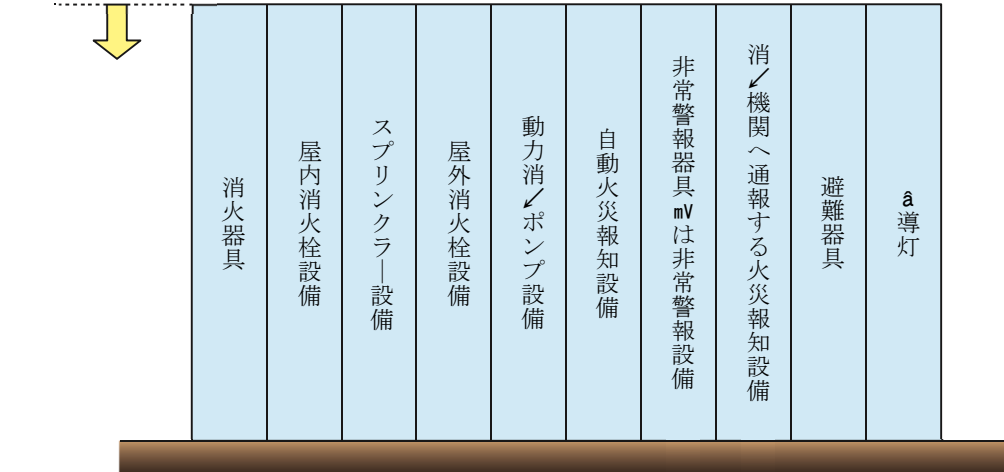 消火器具
屋内消火栓設備
スプリンクラー設備
屋外消火栓設備
動力消↙ポンプ設備
自動火災報知設備
非常警報器具mVは非常警報設備
消↙機関へ通報する火災報知設備
避難器具
â導灯